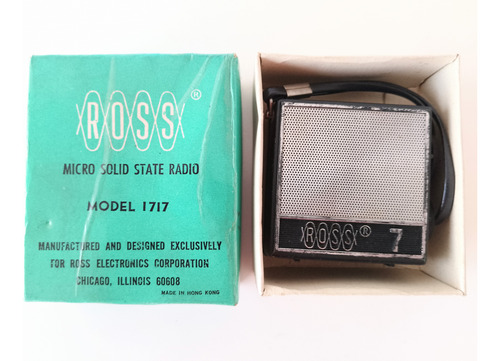 ROSS®
MICRO SOLID STATE RADIO
MODEL 1717
MANUFACTURED AND DESIGNED EXCLUSIVELY
FOR ROSS ELECTRONICS CORPORATION
CHICAGO, ILLINOIS 60608
MADE IN HONG KONG
ROSS® 7